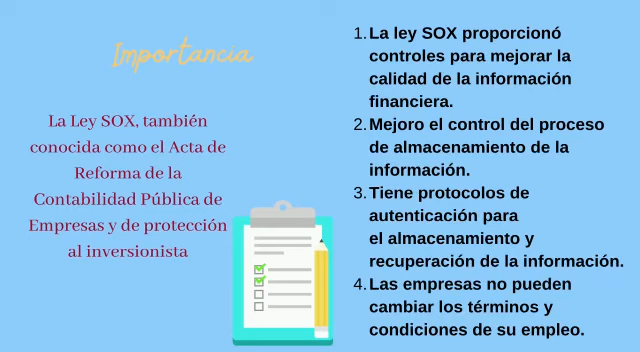 Importancia
La Ley SOX, también
conocida como el Acta de
Reforma de la
Contabilidad Pública de
Empresas y de protección
al inversionista
1. La ley SOX proporcionó
controles para mejorar la
calidad de la información
financiera.
2. Mejoro el control del proceso
de almacenamiento de la
información.
3. Tiene protocolos de
autenticación para
el almacenamiento y
recuperación de la información.
4. Las empresas no pueden
cambiar los términos y
condiciones de su empleo.